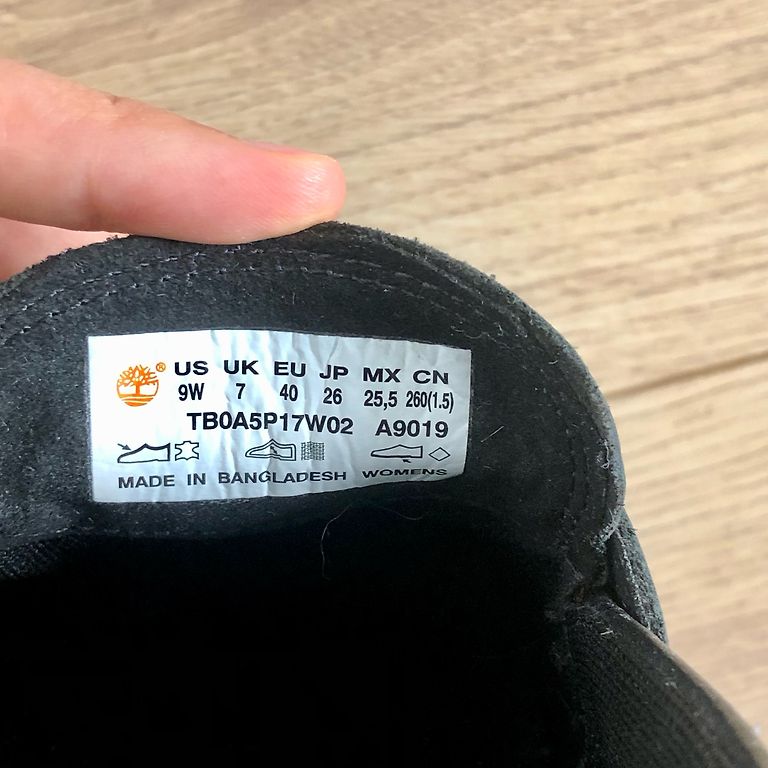 ® US UK EU JP MX CN
9W 7 40 26 25,5 260(1.5)
TB0A5P17W02 A9019
MADE IN BANGLADESH WOMENS